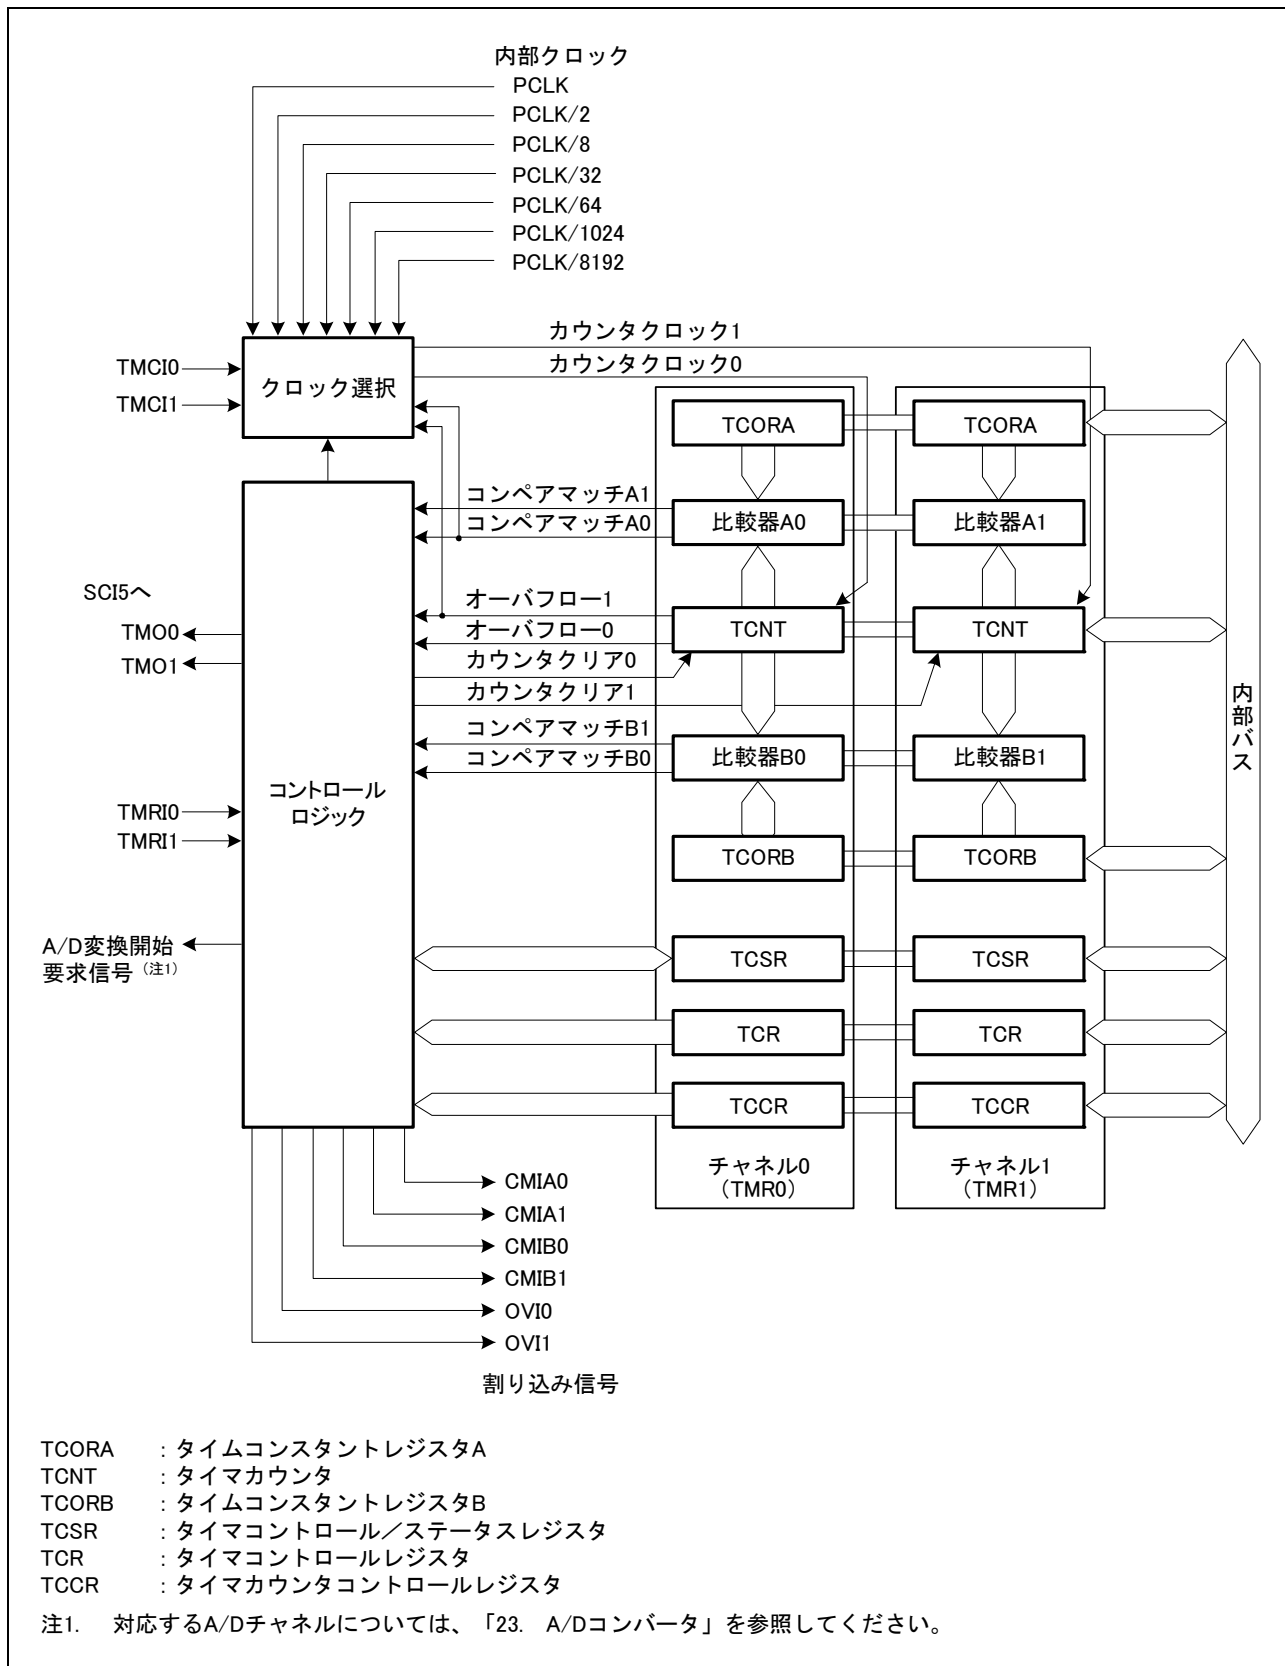 内部クロック
PCLK
PCLK/2
PCLK/8
PCLK/32
PCLK/64
PCLK/1024
PCLK/8192
カウンタクロック1
カウンタクロック0
TMCI0
TMCI1
クロック選択
TCORA
TCORA
コンペアマッチA1
コンペアマッチA0
比較器A0
比較器A1
SCI5へ
TMO0
TMO1
オーバフロー1
オーバフロー0
カウンタクリア0
カウンタクリア1
TCNT
TCNT
内部バス
コンペアマッチB1
コンペアマッチB0
比較器B0
比較器B1
コントロール
ロジック
TMRI0
TMRI1
TCORB
TCORB
A/D変換開始
要求信号（注1）
TCSR
TCSR
TCR
TCR
TCCR
TCCR
チャネル0
（TMR0）
チャネル1
（TMR1）
CMIA0
CMIA1
CMIB0
CMIB1
OVI0
OVI1
割り込み信号
TCORA : タイムコンスタントレジスタA
TCNT : タイマカウンタ
TCORB : タイムコンスタントレジスタB
TCSR : タイマコントロール／ステータスレジスタ
TCR : タイマコントロールレジスタ
TCCR : タイマカウンタコントロールレジスタ
注1. 対応するA/Dチャネルについては、「23. A/Dコンバータ」を参照してください。